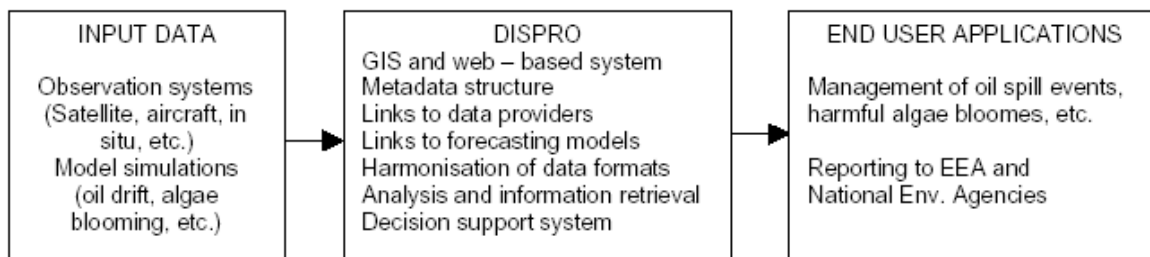 INPUT DATA
Observation systems
(Satellite, aircraft, in
situ, etc.)
Model simulations
(oil drift, algae
blooming, etc.)
DISPRO
GIS and web – based system
Metadata structure
Links to data providers
Links to forecasting models
Harmonisation of data formats
Analysis and information retrieval
Decision support system
END USER APPLICATIONS
Management of oil spill events,
harmful algae bloomes, etc.
Reporting to EEA and
National Env. Agencies